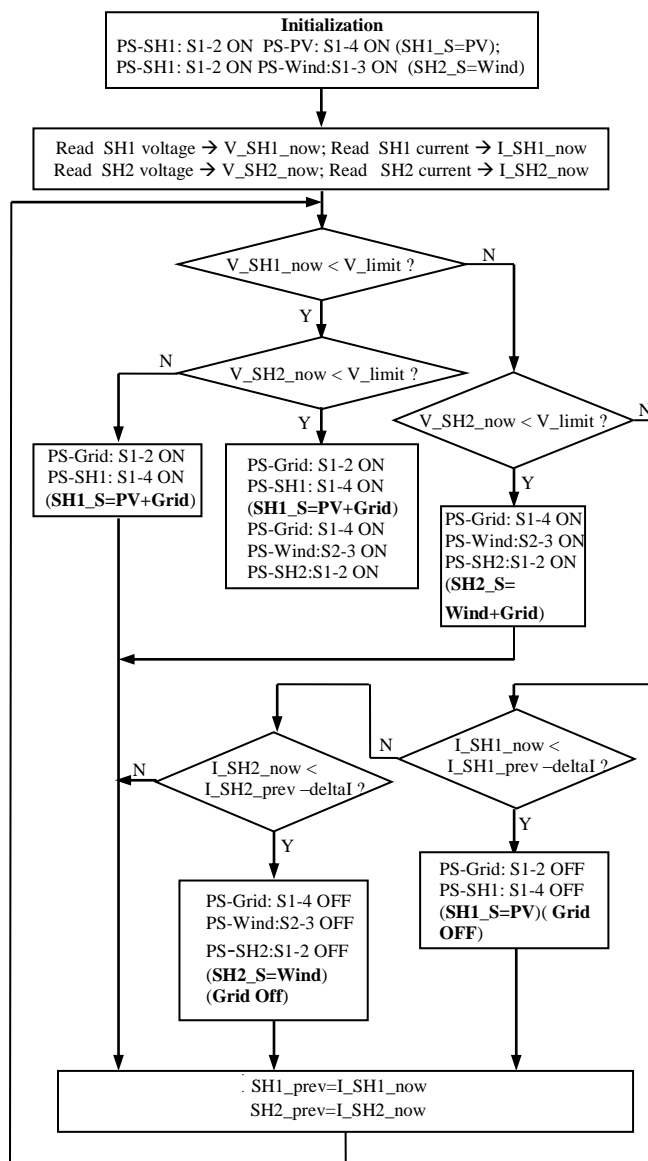 Initialization
PS-SH1: S1-2 ON PS-PV: S1-4 ON (SH1_S=PV);
PS-SH1: S1-2 ON PS-Wind:S1-3 ON (SH2_S=Wind)
Read SH1 voltage → V_SH1_now; Read SH1 current → I_SH1_now
Read SH2 voltage → V_SH2_now; Read SH2 current → I_SH2_now
V_SH1_now < V_limit ?
N
Y
V_SH2_now < V_limit ?
N
Y
V_SH2_now < V_limit ?
N
Y
PS-Grid: S1-2 ON
PS-SH1: S1-4 ON
(SH1_S=PV+Grid)
PS-Grid: S1-2 ON
PS-SH1: S1-4 ON
(SH1_S=PV+Grid)
PS-Grid: S1-4 ON
PS-Wind:S2-3 ON
PS-SH2:S1-2 ON
PS-Grid: S1-4 ON
PS-Wind:S2-3 ON
PS-SH2:S1-2 ON
(SH2_S=
Wind+Grid)
I_SH1_now <
I_SH1_prev –deltaI ?
N
Y
I_SH2_now <
I_SH2_prev –deltaI ?
N
Y
PS-Grid: S1-2 OFF
PS-SH1: S1-4 OFF
(SH1_S=PV)( Grid
OFF)
PS-Grid: S1-4 OFF
PS-Wind:S2-3 OFF
PS-SH2:S1-2 OFF
(SH2_S=Wind)
(Grid Off)
SH1_prev=I_SH1_now
SH2_prev=I_SH2_now